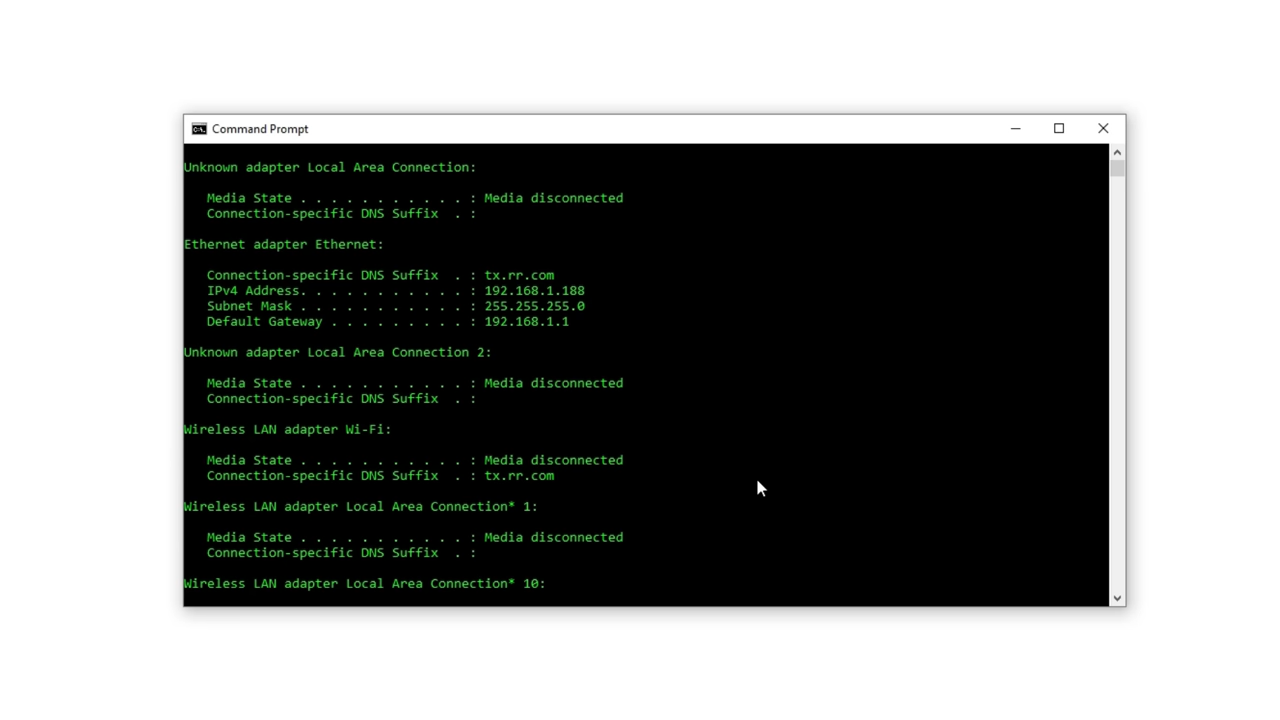 Command Prompt
Unknown adapter Local Area Connection:
Media State . . . . . . . . . . . : Media disconnected
Connection-specific DNS Suffix  . :
Ethernet adapter Ethernet:
Connection-specific DNS Suffix  . : tx.rr.com
IPv4 Address. . . . . . . . . . . : 192.168.1.188
Subnet Mask . . . . . . . . . . . : 255.255.255.0
Default Gateway . . . . . . . . . : 192.168.1.1
Unknown adapter Local Area Connection 2:
Media State . . . . . . . . . . . : Media disconnected
Connection-specific DNS Suffix  . :
Wireless LAN adapter Wi-Fi:
Media State . . . . . . . . . . . : Media disconnected
Connection-specific DNS Suffix  . : tx.rr.com
Wireless LAN adapter Local Area Connection* 1:
Media State . . . . . . . . . . . : Media disconnected
Connection-specific DNS Suffix  . :
Wireless LAN adapter Local Area Connection* 10: